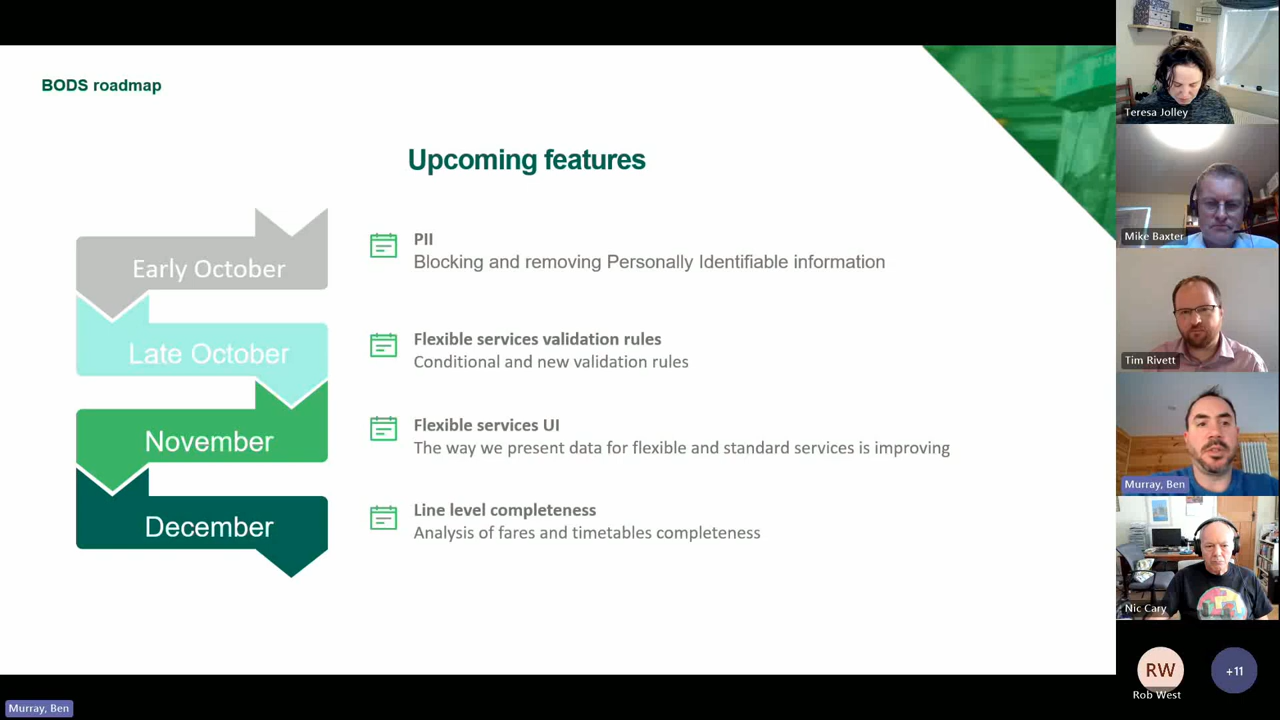 BODS roadmap
Upcoming features
Early October
PII
Blocking and removing Personally Identifiable information
Late October
Flexible services validation rules
Conditional and new validation rules
November
Flexible services UI
The way we present data for flexible and standard services is improving
December
Line level completeness
Analysis of fares and timetables completeness
Teresa Jolley
Mike Baxter
Tim Rivett
Murray, Ben
Nic Cary
RW
+11
Rob West
Murray, Ben